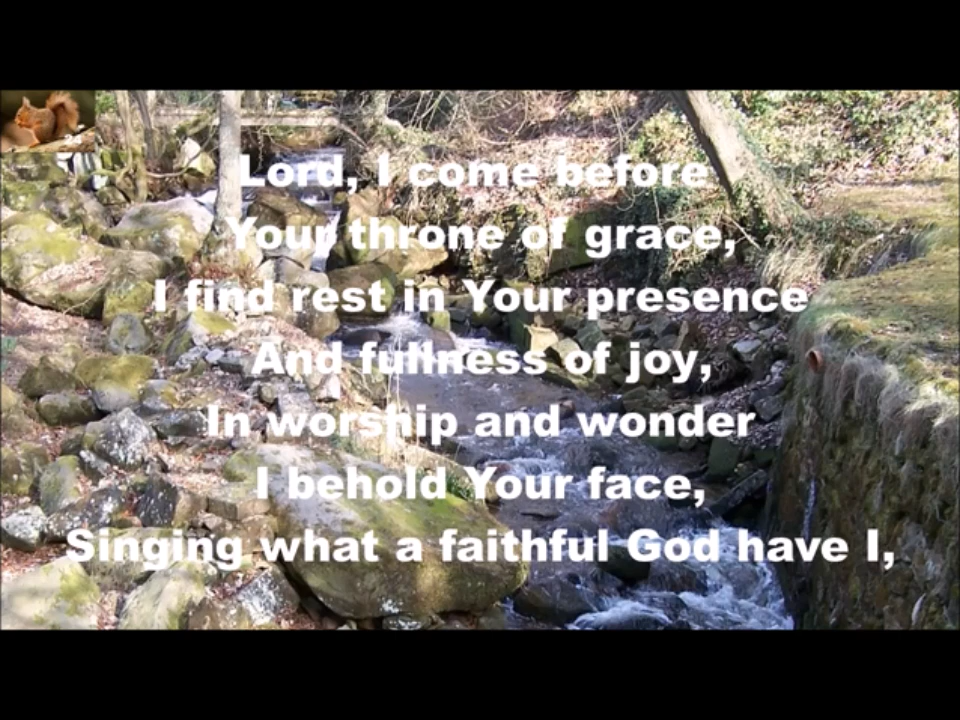 Lord, I come before
Your throne of grace,
I find rest in Your presence
And fullness of joy,
In worship and wonder
I behold Your face,
Singing what a faithful God have I,